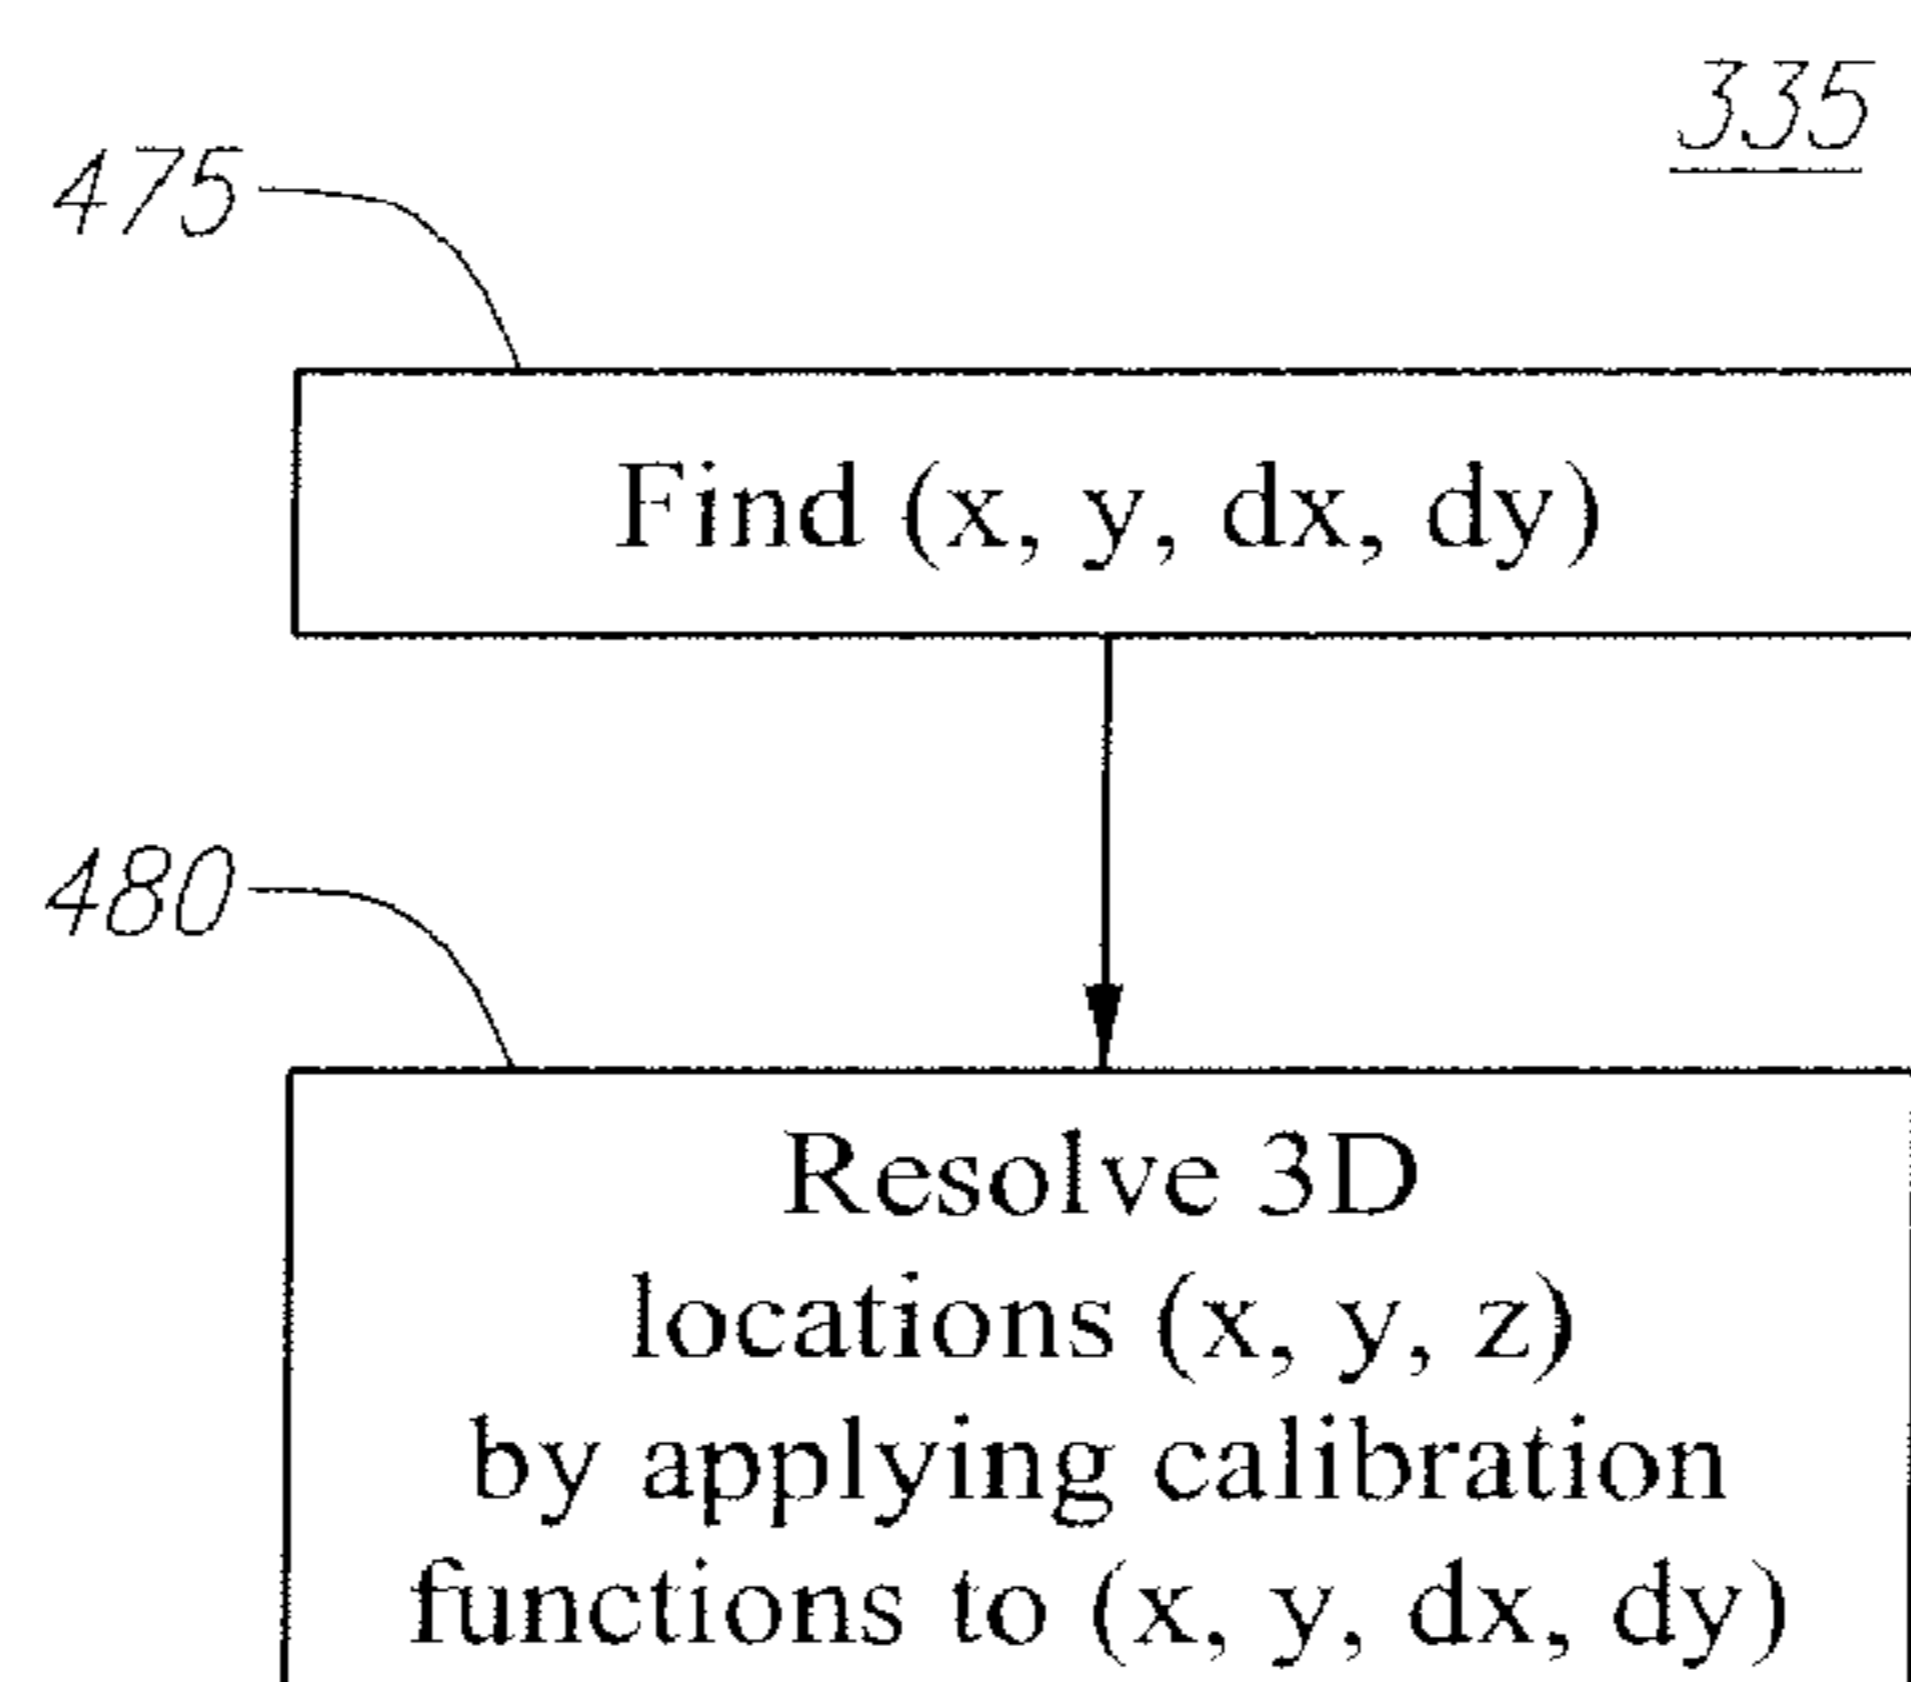 335
475
Find (x, y, dx, dy)
480
Resolve 3D
locations (x, y, z)
by applying calibration
functions to (x, y, dx, dy)